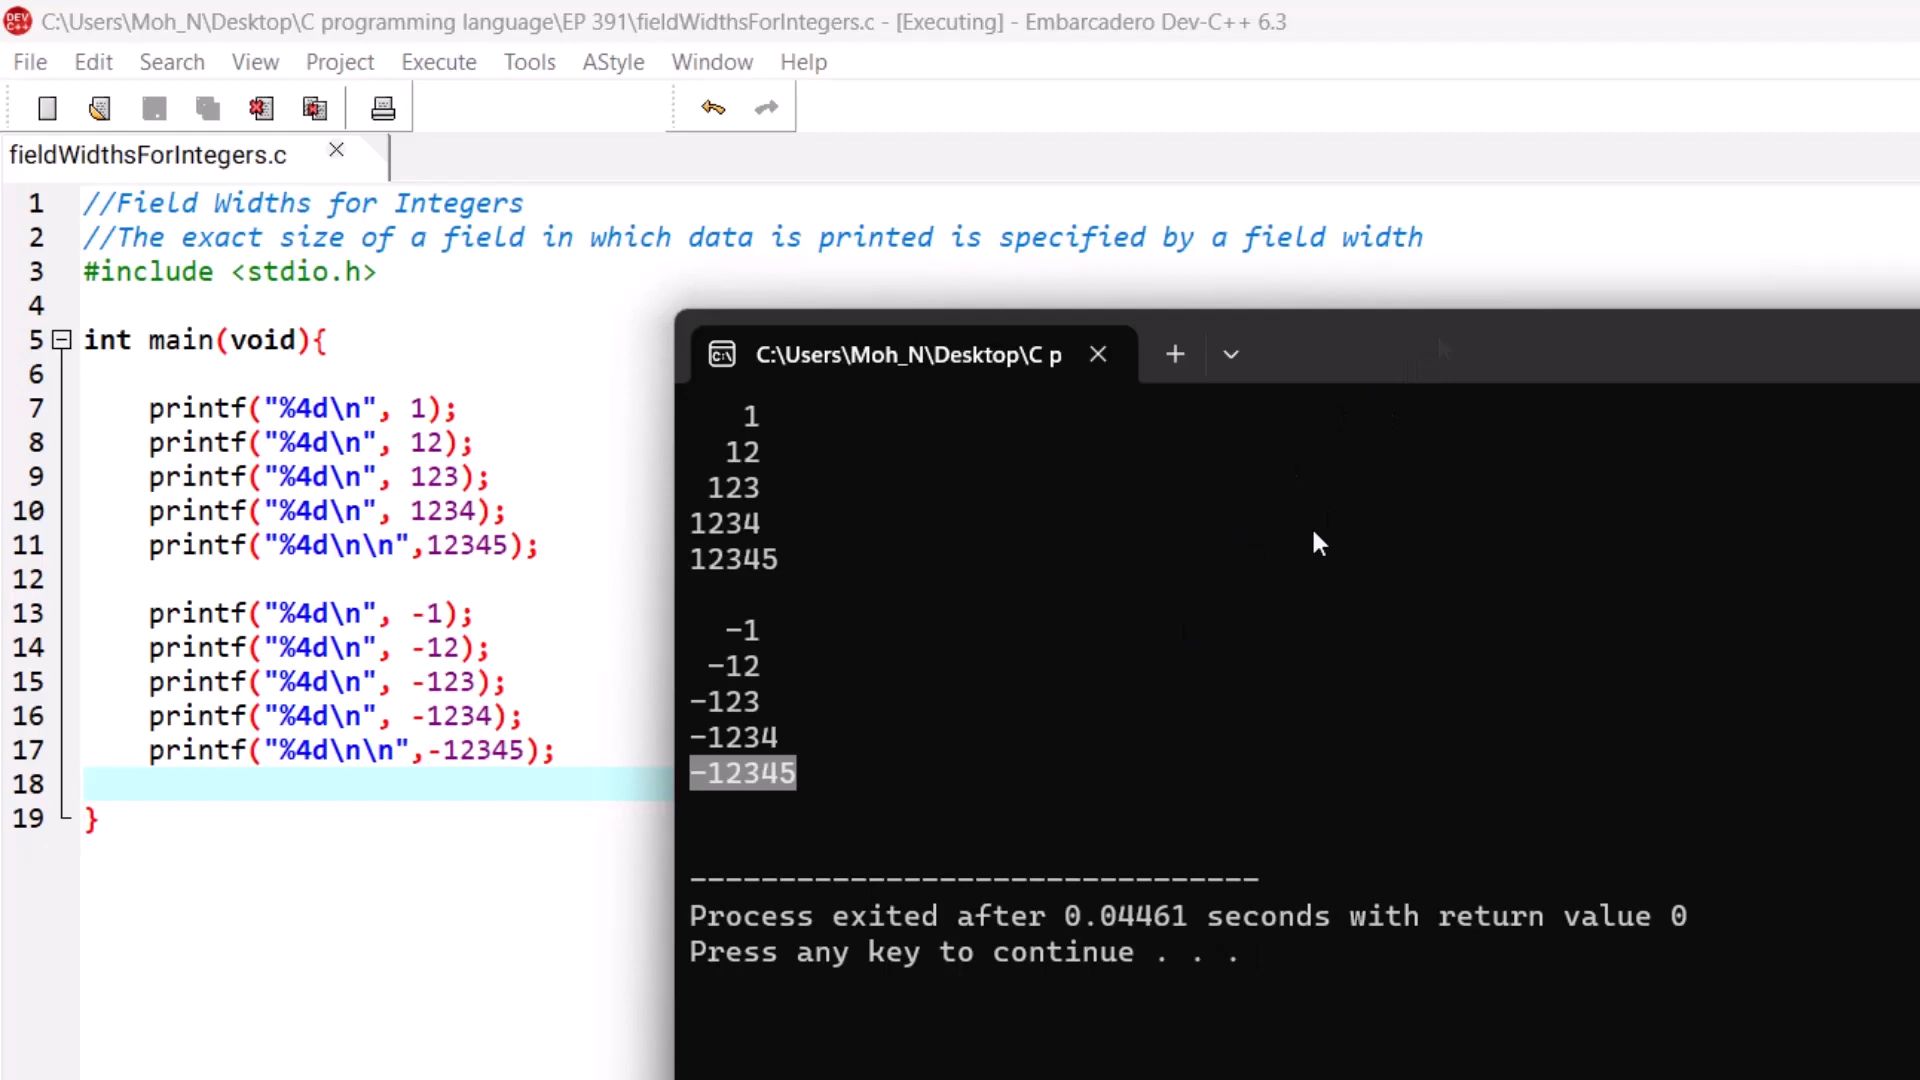 C:\Users\Moh_N\Desktop\C programming language\EP 391\fieldWidthsForIntegers.c - [Executing] - Embarcadero Dev-C++ 6.3
File Edit Search View Project Execute Tools AStyle Window Help
fieldWidthsForIntegers.c
1 //Field Widths for Integers
2 //The exact size of a field in which data is printed is specified by a field width
3 #include <stdio.h>
4
5 int main(void){
6
7 printf("%4d\n", 1);
8 printf("%4d\n", 12);
9 printf("%4d\n", 123);
10 printf("%4d\n", 1234);
11 printf("%4d\n\n",12345);
12
13 printf("%4d\n", -1);
14 printf("%4d\n", -12);
15 printf("%4d\n", -123);
16 printf("%4d\n", -1234);
17 printf("%4d\n\n",-12345);
18
19 }
C:\Users\Moh_N\Desktop\C p
1
12
123
1234
12345
-1
-12
-123
-1234
-12345
--------------------------------
Process exited after 0.04461 seconds with return value 0
Press any key to continue . . .